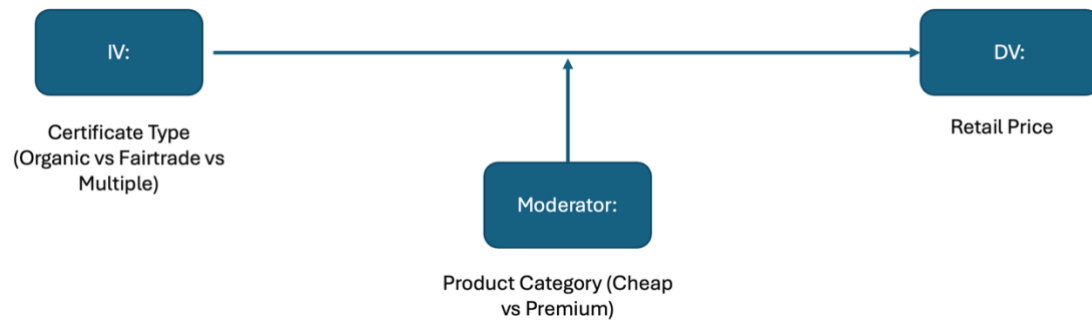 IV:
DV:
Certificate Type
(Organic vs Fairtrade vs
Multiple)
Retail Price
Moderator:
Product Category (Cheap
vs Premium)